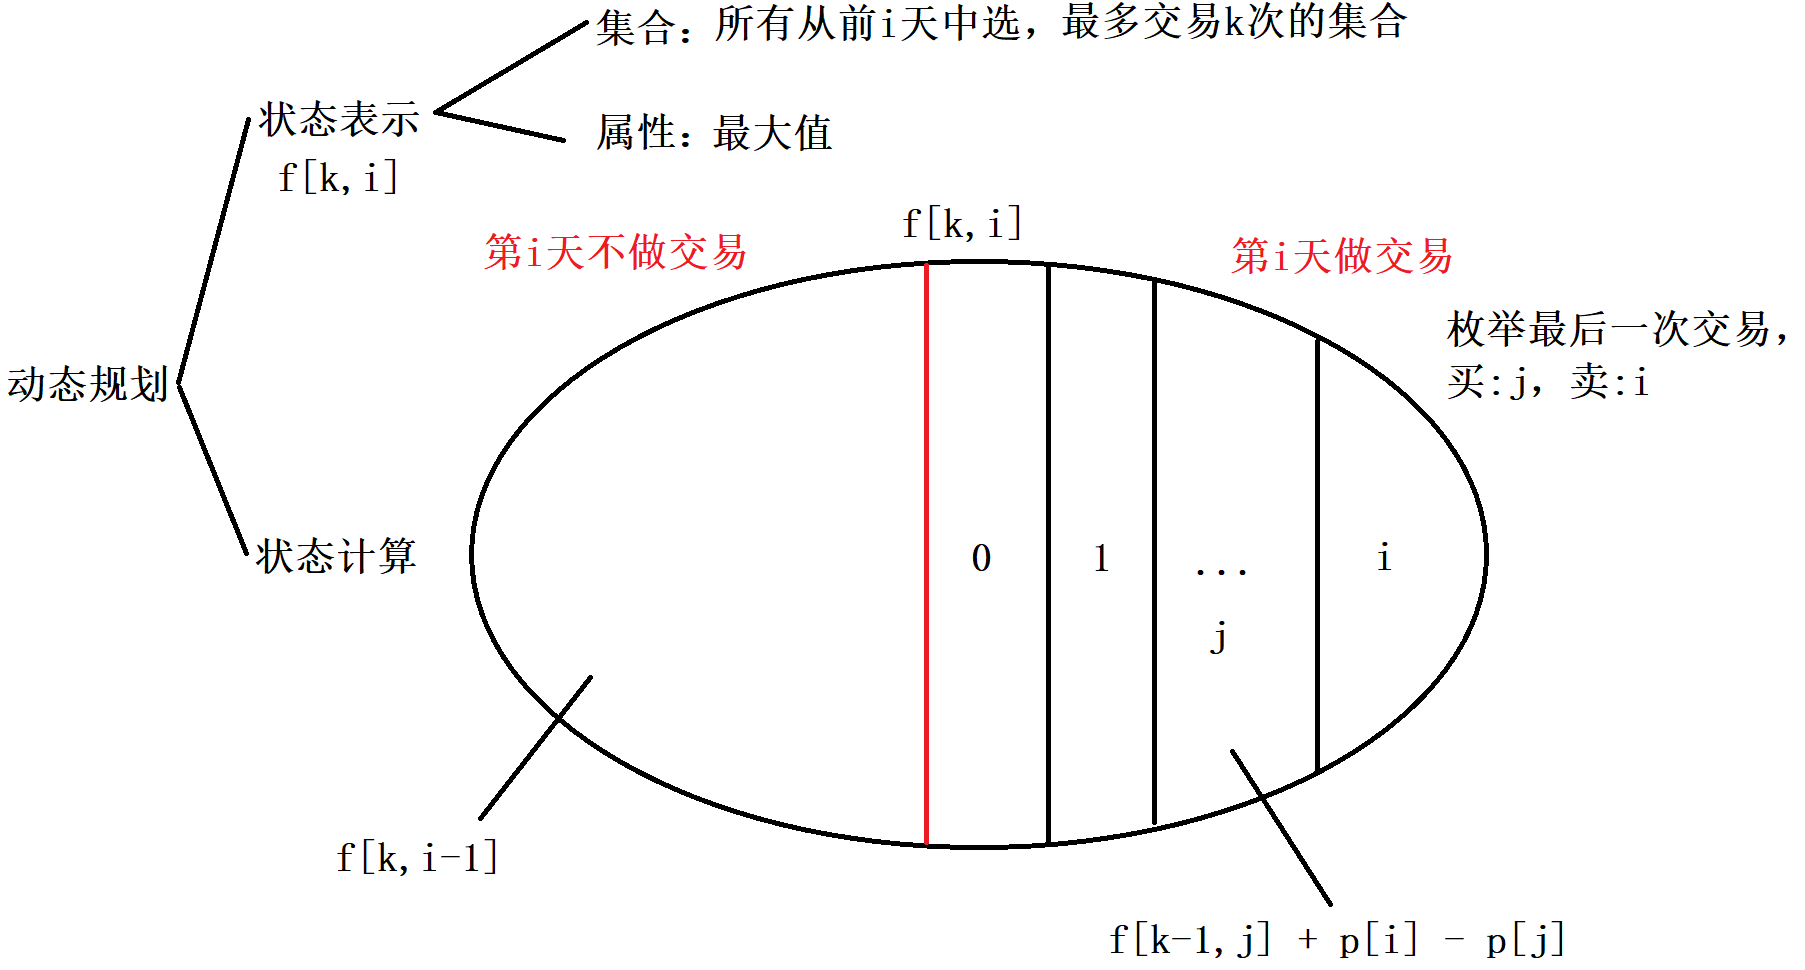 集合：所有从前i天中选，最多交易k次的集合
状态表示
属性：最大值
f[k,i]
f[k,i]
第i天不做交易
第i天做交易
枚举最后一次交易，
买:j，卖:i
动态规划
状态计算
0
1
...
i
j
f[k,i-1]
f[k-1,j] + p[i] - p[j]